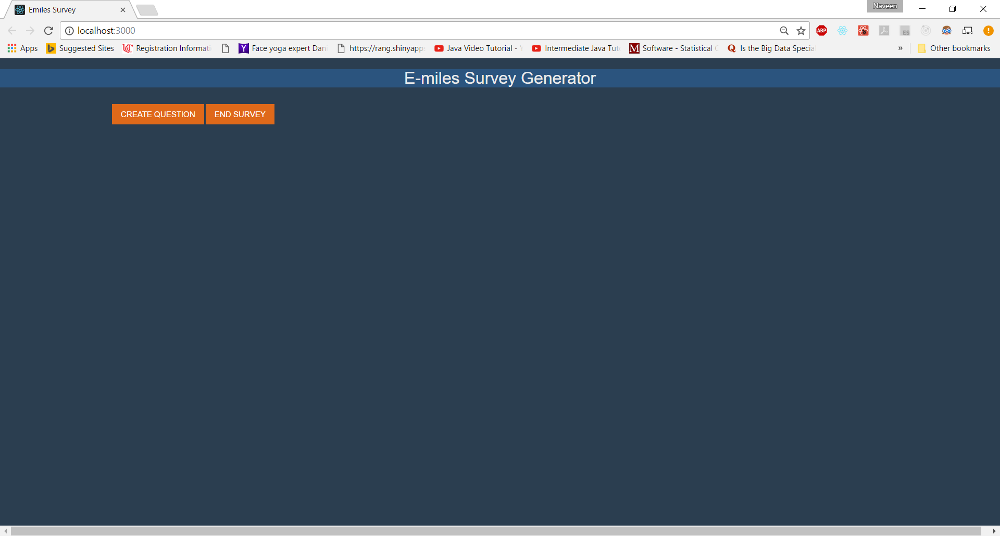 Emiles Survey
Naveen
localhost:3000
ABP
ES
Apps
Suggested Sites
Registration Informati
Y
Face yoga expert Dan
https://rang.shinyapp
Java Video Tutorial -
Intermediate Java Tut
M
Software - Statistical
Is the Big Data Specia
»
Other bookmarks
E-miles Survey Generator
CREATE QUESTION
END SURVEY